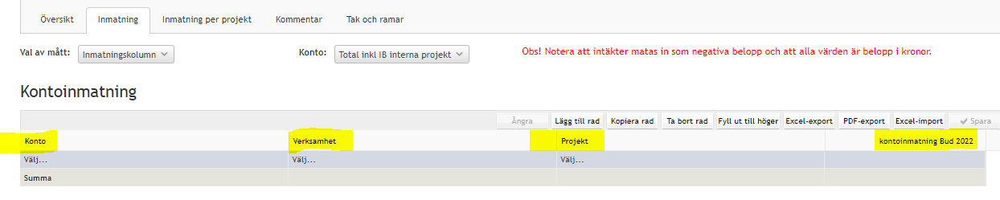 Översikt Inmatning Inmatning per projekt Kommentar Tak och ramar
Val av mått: Inmatningskolumn Konto: Total inkl IB interna projekt Obs! Notera att intäkter matas in som negativa belopp och att alla värden är belopp i kronor.
Kontoinmatning
Ångra Lägg till rad Kopiera rad Ta bort rad Fyll ut till höger Excel-export PDF-export Excel-import Spara
Konto Verksamhet Projekt kontoinmatning Bud 2022
Välj... Välj... Välj...
Summa